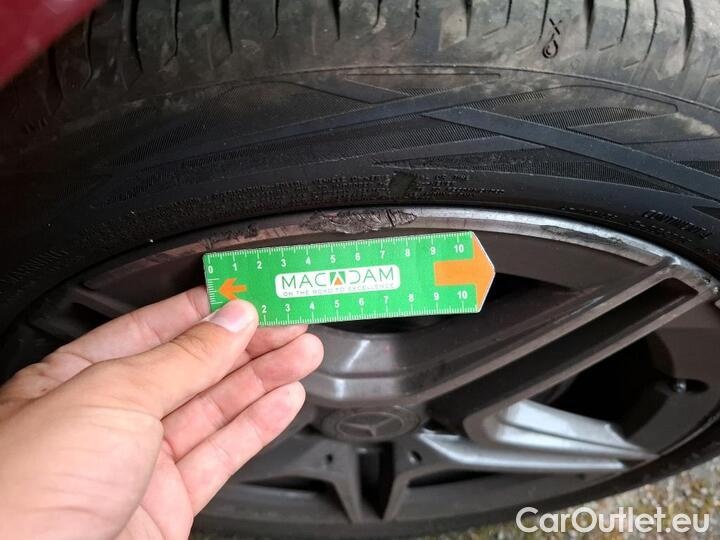 0 1 2 3 4 5 6 7 8 9 10
MACADAM
ON THE ROAD TO EXCELLENCE
2 3 4 5 6 7 8 9 10
CarOutlet.eu